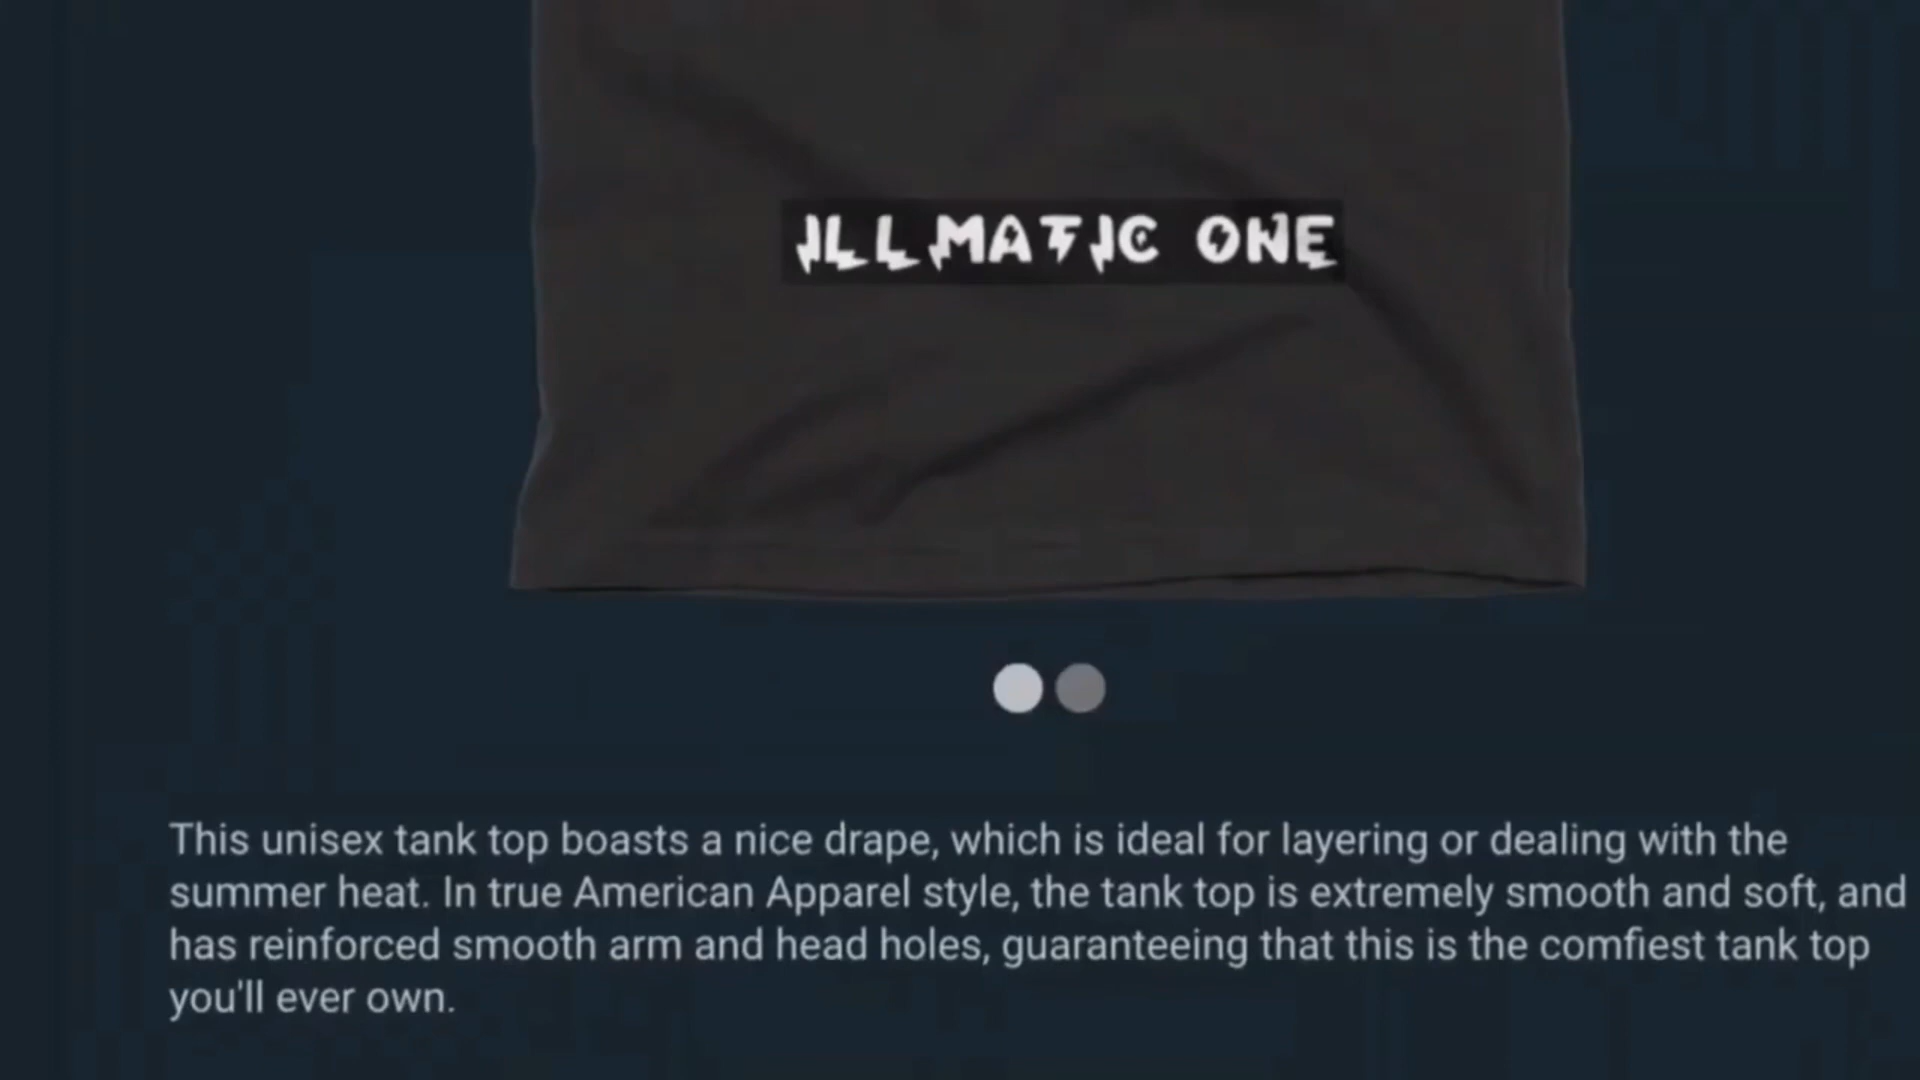 ILLMATIC ONE
This unisex tank top boasts a nice drape, which is ideal for layering or dealing with the
summer heat. In true American Apparel style, the tank top is extremely smooth and soft, and
has reinforced smooth arm and head holes, guaranteeing that this is the comfiest tank top
you'll ever own.